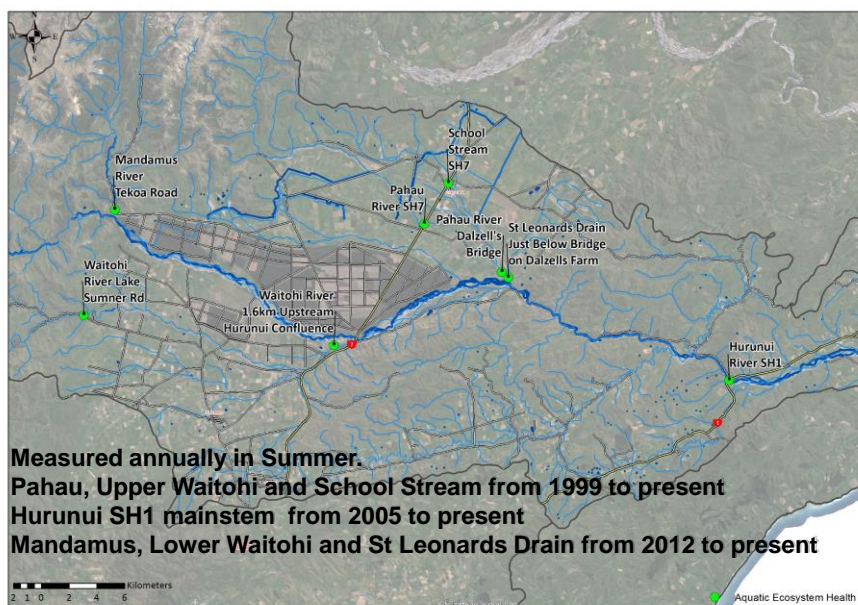 N
W
E
S
School
Stream
SH7
Mandamus
River
Tekoa Road
Pahau
River SH7
Pahau River
Dalzell's
Bridge
St Leonards Drain
Just Below Bridge
on Dalzells Farm
Waitohi
River Lake
Sumner Rd
Waitohi River
1.6km Upstream
Hurunui Confluence
7
Hurunui
River SH1
1
Measured annually in Summer.
Pahau, Upper Waitohi and School Stream from 1999 to present
Hurunui SH1 mainstem from 2005 to present
Mandamus, Lower Waitohi and St Leonards Drain from 2012 to present
Kilometers
2 1 0 2 4 6
Aquatic Ecosystem Health